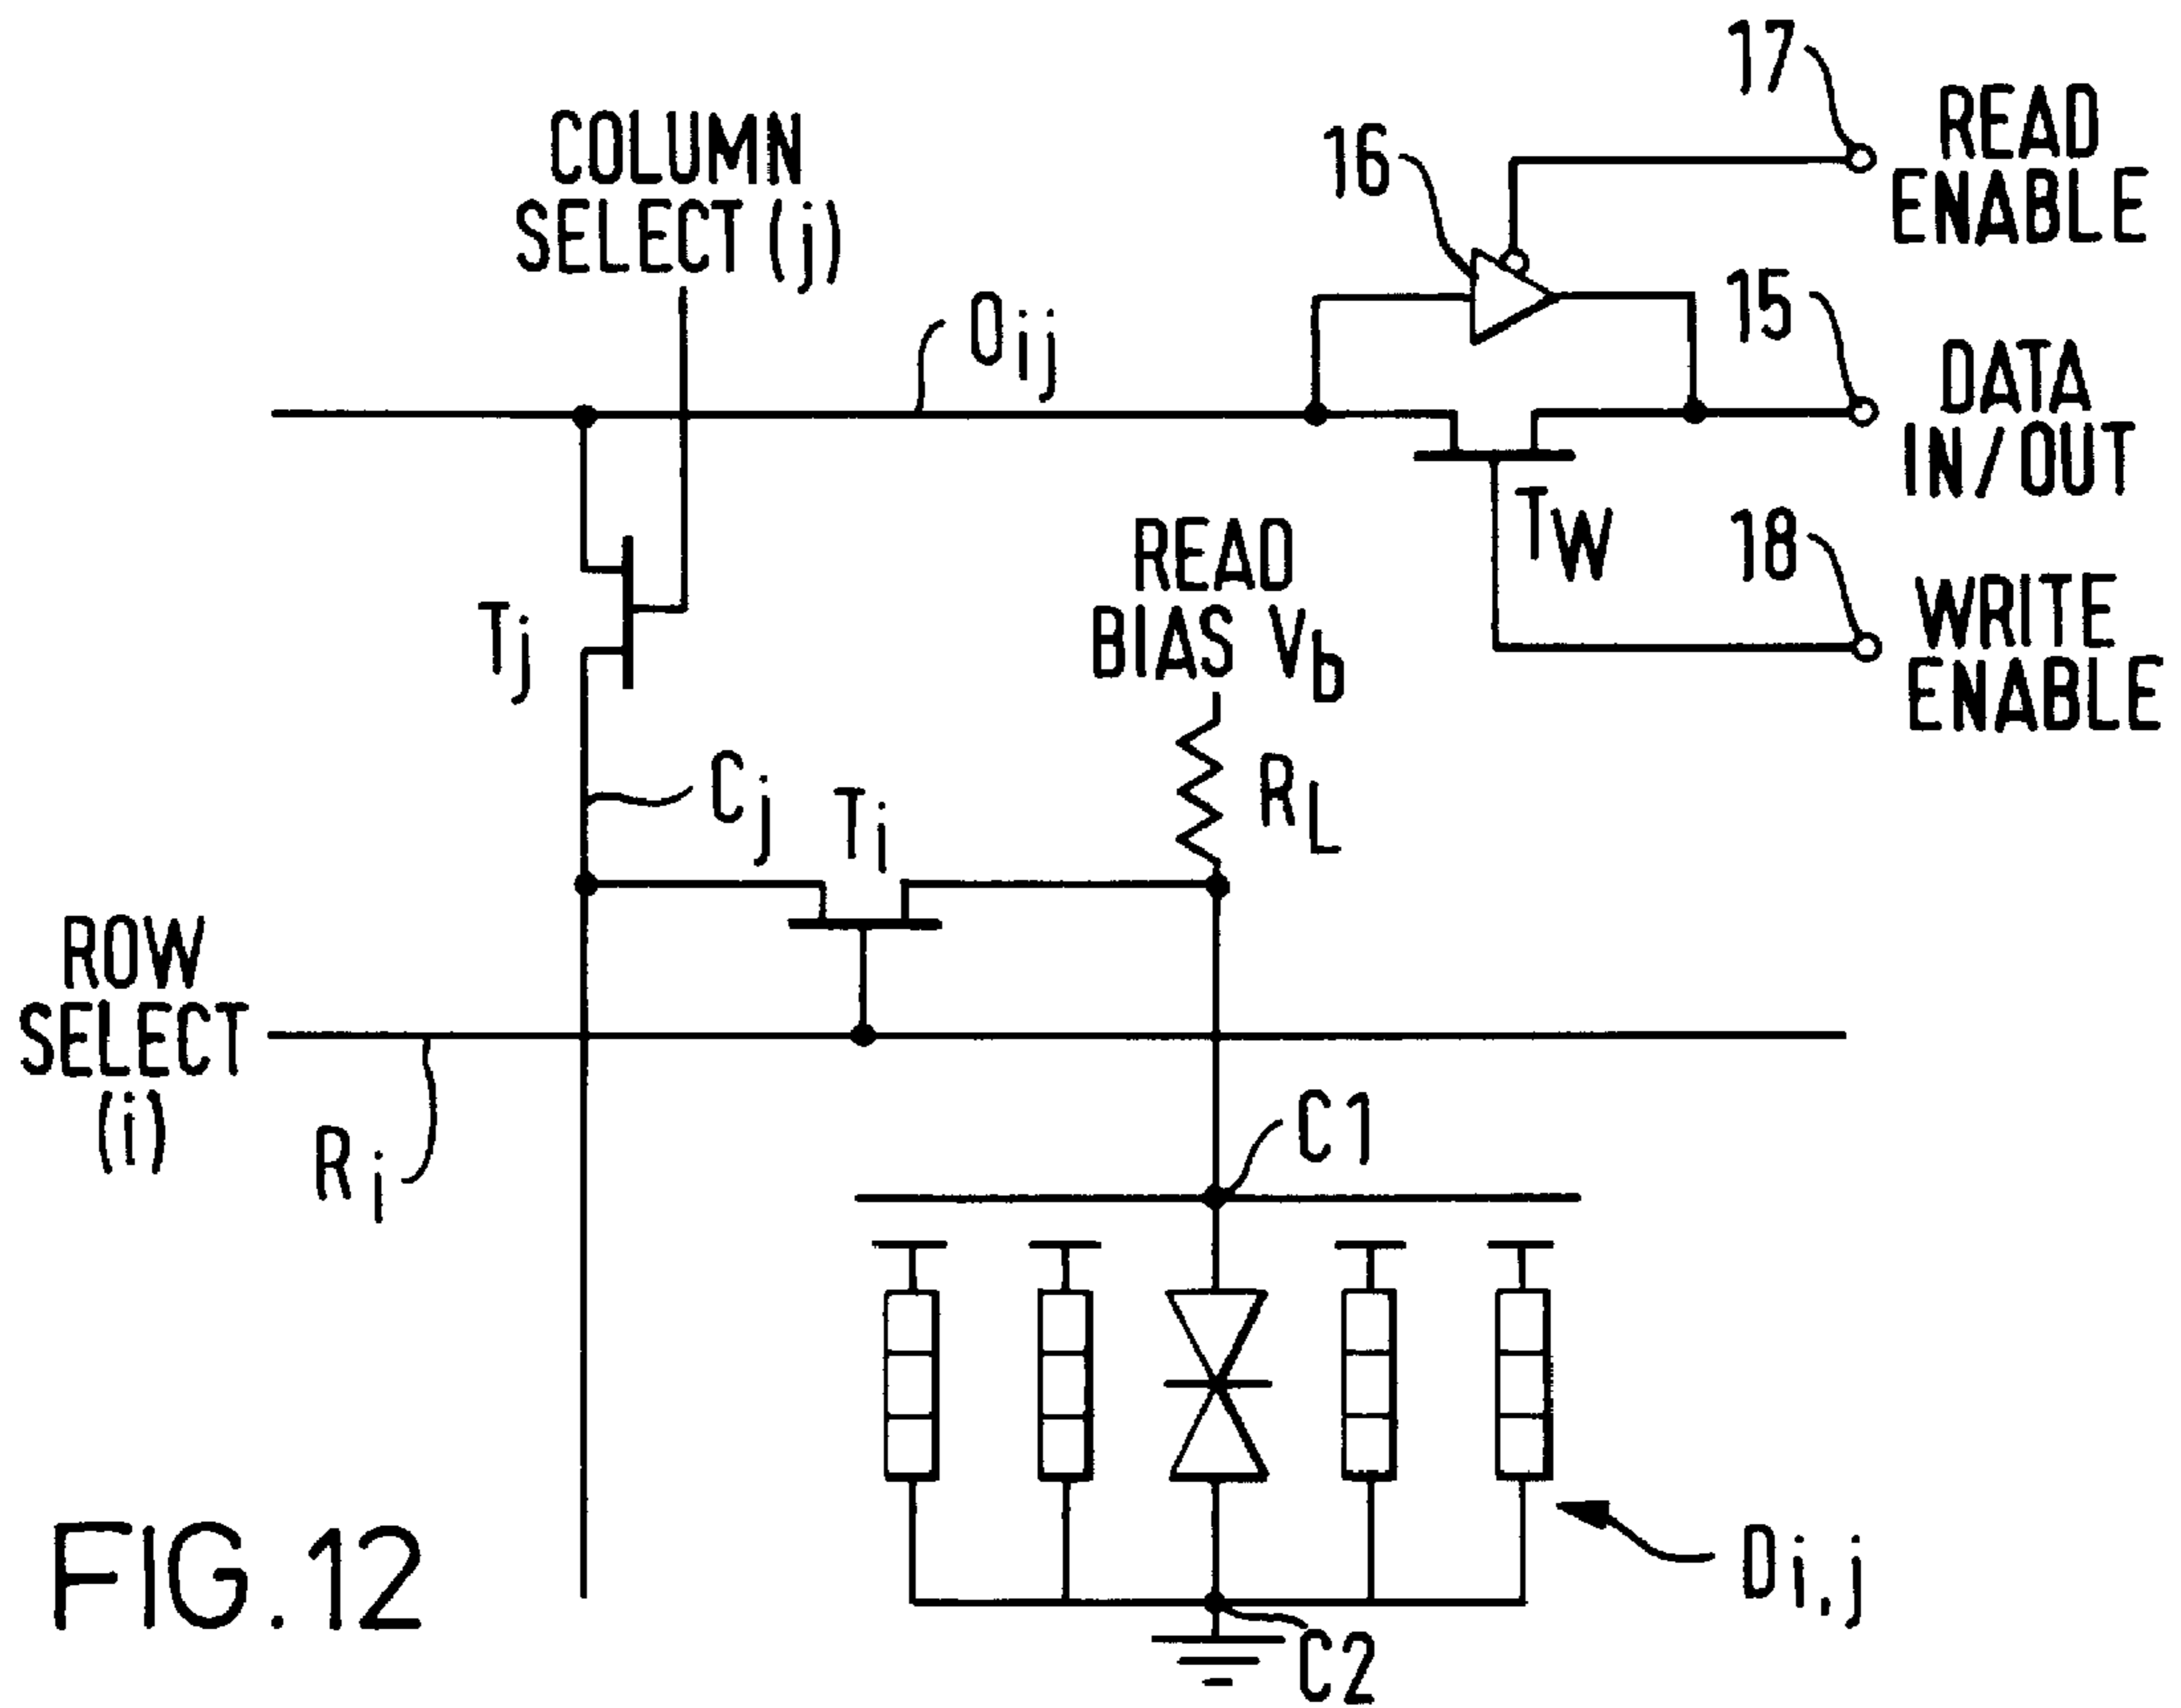 17
READ
ENABLE
COLUMN
SELECT (j)
16
Oij
15
DATA
IN/OUT
TW
READ
BIAS Vb
18
WRITE
ENABLE
Tj
Cj
Ti
RL
ROW
SELECT
(i)
Ri
C1
Di,j
C2
FIG.12